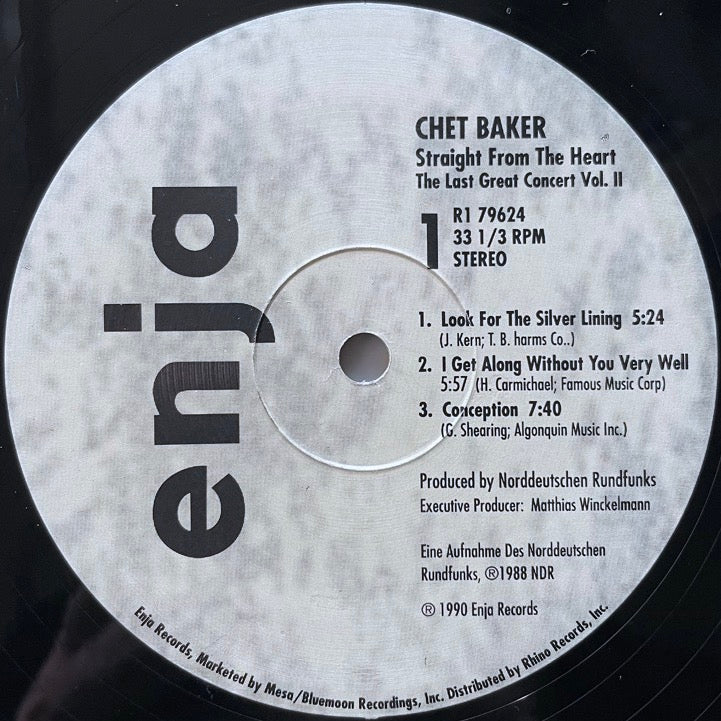 enja
CHET BAKER
Straight From The Heart
The Last Great Concert Vol. II
1
R1 79624
33 1/3 RPM
STEREO
1. Look For The Silver Lining 5:24
(J. Kern; T. B. harms Co..)
2. I Get Along Without You Very Well
5:57 (H. Carmichael; Famous Music Corp)
3. Conception 7:40
(G. Shearing; Algonquin Music Inc.)
Produced by Norddeutschen Rundfunks
Executive Producer: Matthias Winckelmann
Eine Aufnahme Des Norddeutschen
Rundfunks, ®1988 NDR
℗ 1990 Enja Records
Enja Records, Marketed by Mesa/Bluemoon Recordings, Inc. Distributed by Rhino Records, Inc.